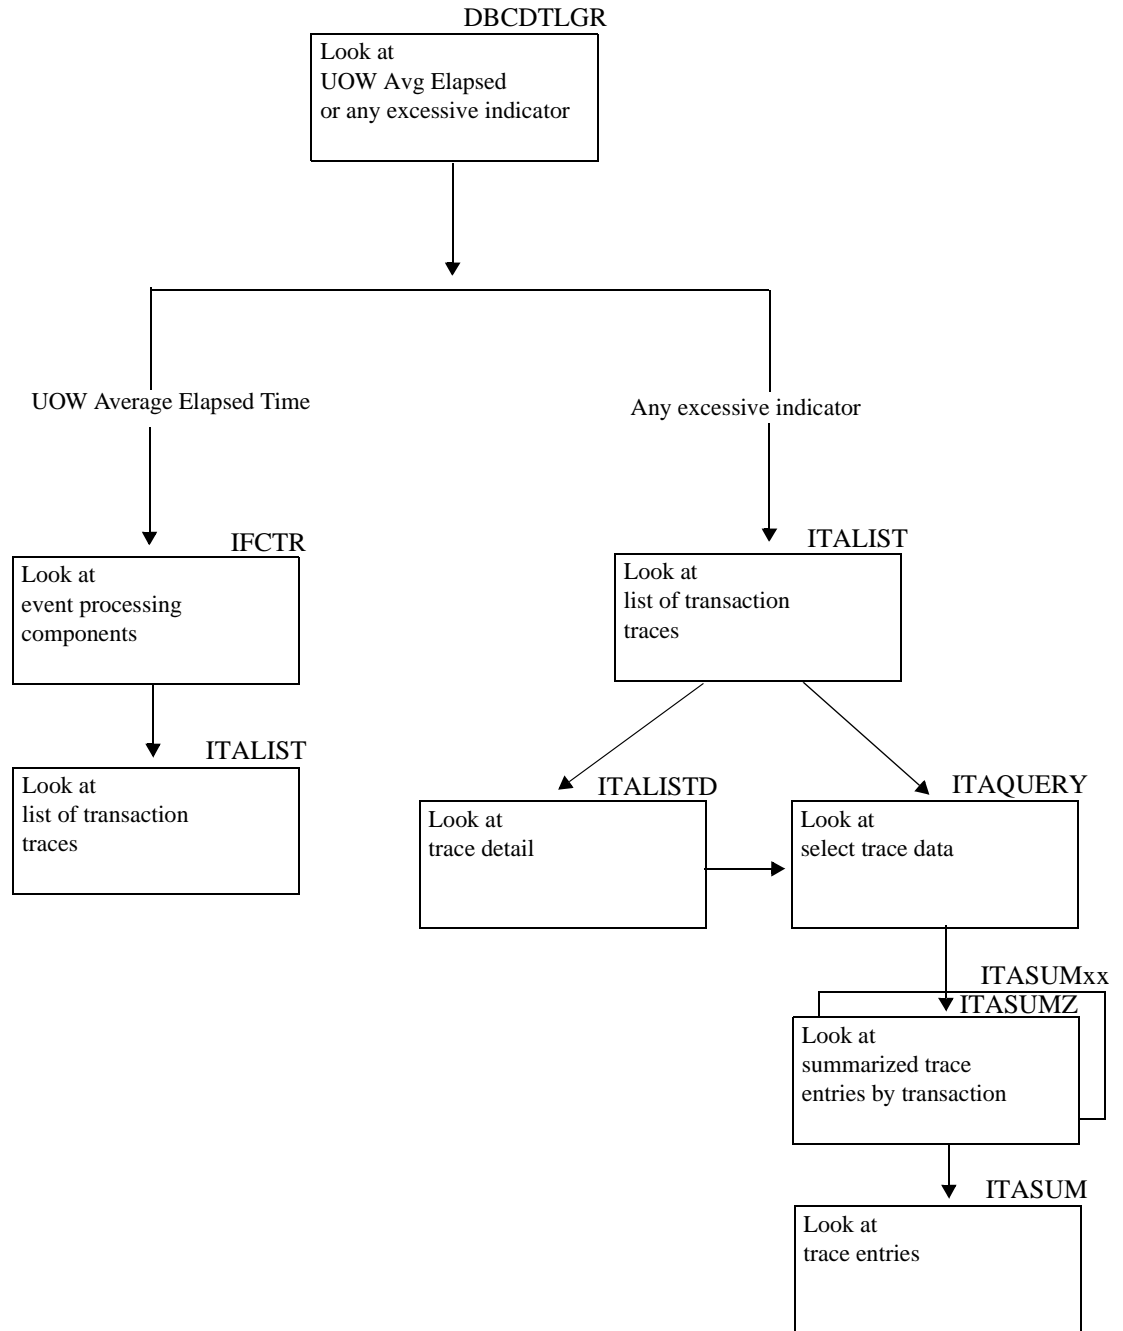 DBCDTLGR
Look at
UOW Avg Elapsed
or any excessive indicator
UOW Average Elapsed Time
Any excessive indicator
IFCTR
Look at
event processing
components
ITALIST
Look at
list of transaction
traces
ITALIST
Look at
list of transaction
traces
ITALISTD
Look at
trace detail
ITAQUERY
Look at
select trace data
ITASUMxx
ITASUMZ
Look at
summarized trace
entries by transaction
ITASUM
Look at
trace entries